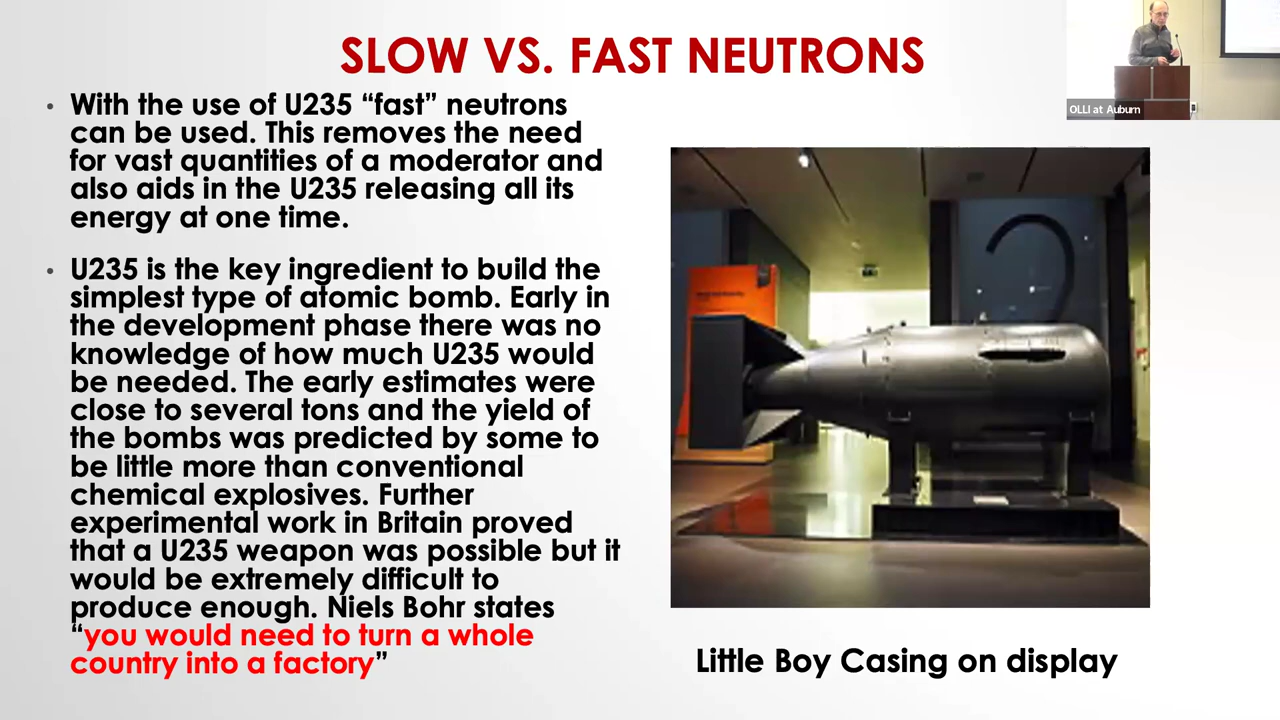 SLOW VS. FAST NEUTRONS
OLLI at Auburn
• With the use of U235 “fast” neutrons
can be used. This removes the need
for vast quantities of a moderator and
also aids in the U235 releasing all its
energy at one time.
• U235 is the key ingredient to build the
simplest type of atomic bomb. Early in
the development phase there was no
knowledge of how much U235 would
be needed. The early estimates were
close to several tons and the yield of
the bombs was predicted by some to
be little more than conventional
chemical explosives. Further
experimental work in Britain proved
that a U235 weapon was possible but it
would be extremely difficult to
produce enough. Niels Bohr states
“you would need to turn a whole
country into a factory”
Little Boy Casing on display